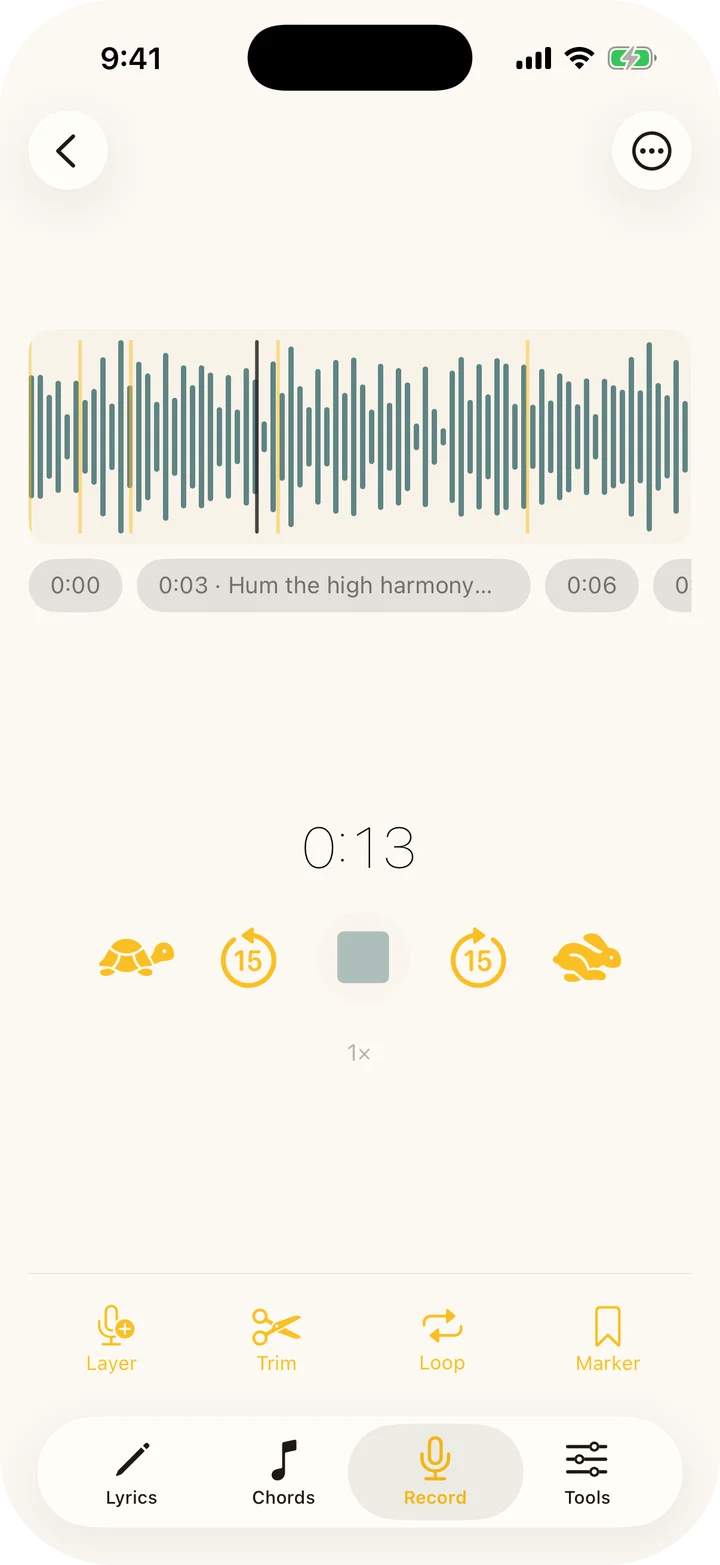 9:41
0:00
0:03 · Hum the high harmony...
0:06
0:13
15
15
1×
Layer
Trim
Loop
Marker
Lyrics
Chords
Record
Tools